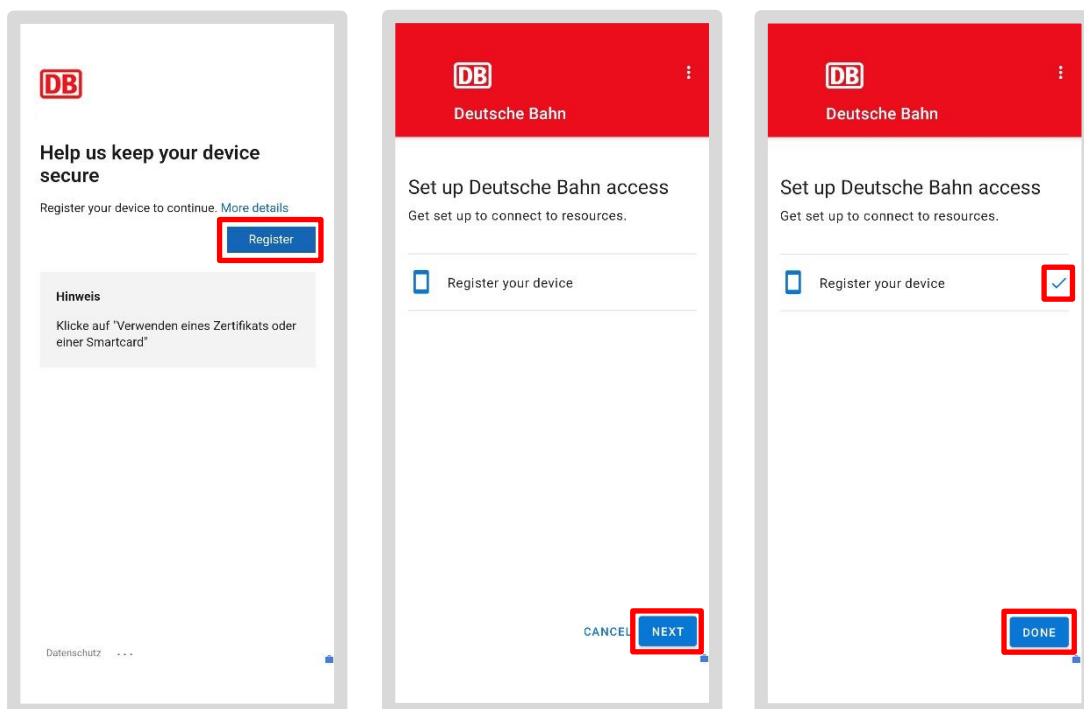 DB
Help us keep your device
secure
Register your device to continue. More details
Register
Hinweis
Klicke auf "Verwenden eines Zertifikats oder
einer Smartcard"
Datenschutz ...
DB
Deutsche Bahn
Set up Deutsche Bahn access
Get set up to connect to resources.
Register your device
CANCEL NEXT
DB
Deutsche Bahn
Set up Deutsche Bahn access
Get set up to connect to resources.
Register your device
DONE